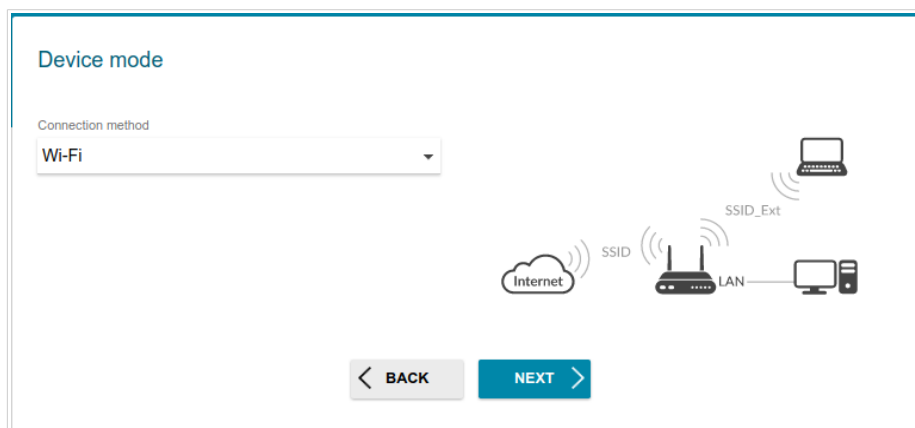 Device mode
Connection method
Wi-Fi
SSID_Ext
SSID
Internet
LAN
BACK
NEXT